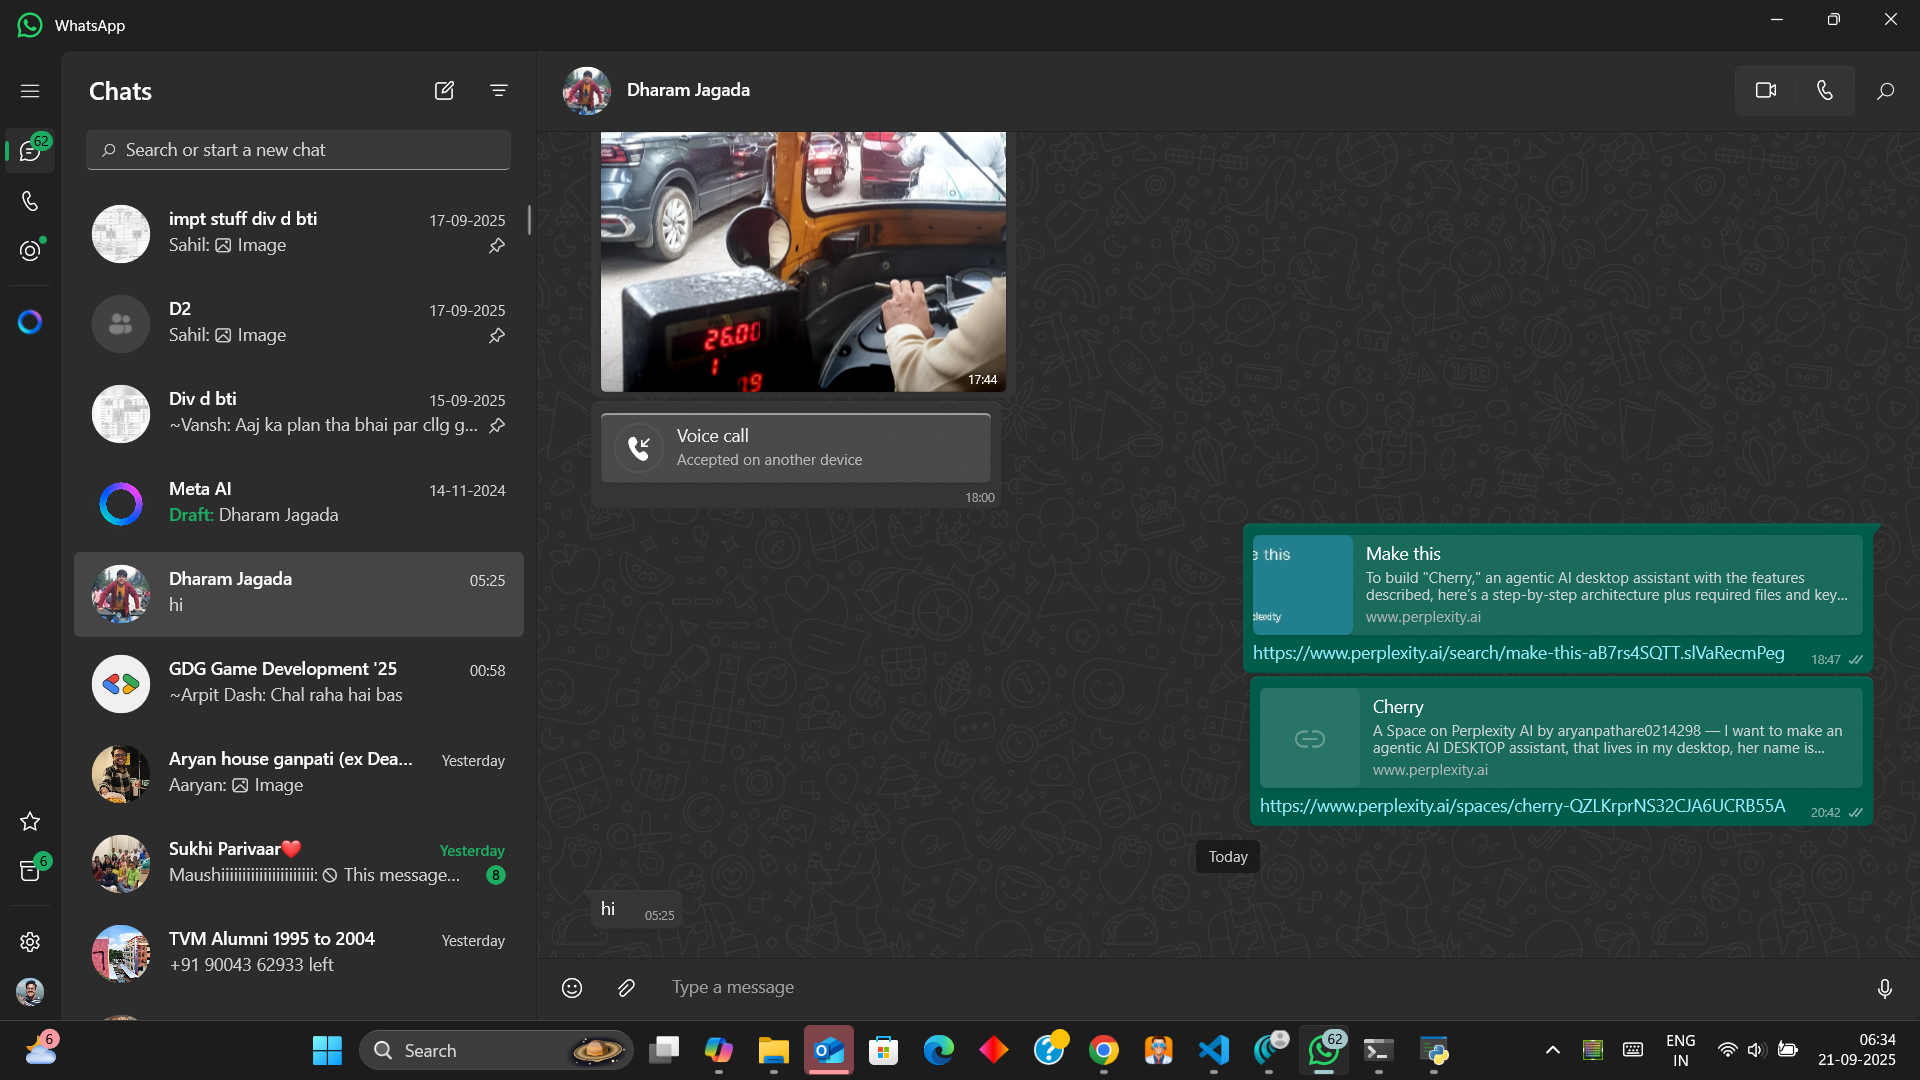 WhatsApp
62
Chats
Search or start a new chat
impt stuff div d bti
17-09-2025
Sahil: Image
D2
17-09-2025
Sahil: Image
Div d bti
15-09-2025
~Vansh: Aaj ka plan tha bhai par cllg g...
Meta AI
14-11-2024
Draft: Dharam Jagada
Dharam Jagada
05:25
hi
GDG Game Development '25
00:58
~Arpit Dash: Chal raha hai bas
Aryan house ganpati (ex Dea...
Yesterday
Aaryan: Image
Sukhi Parivaar❤️
Yesterday
Maushiiiiiiiiiiiiiiiiiiiiii: This message...
8
TVM Alumni 1995 to 2004
Yesterday
+91 90043 62933 left
6
Dharam Jagada
26.00
1
19
17:44
Voice call
Accepted on another device
18:00
e this
plexity
Make this
To build "Cherry," an agentic AI desktop assistant with the features
described, here's a step-by-step architecture plus required files and key...
www.perplexity.ai
https://www.perplexity.ai/search/make-this-aB7rs4SQTT.slVaRecmPeg
18:47
Cherry
A Space on Perplexity AI by aryanpathare0214298 — I want to make an
agentic AI DESKTOP assistant, that lives in my desktop, her name is...
www.perplexity.ai
https://www.perplexity.ai/spaces/cherry-QZLKrprNS32CJA6UCRB55A
20:42
Today
hi
05:25
Type a message
6
Search
62
ENG
IN
06:34
21-09-2025